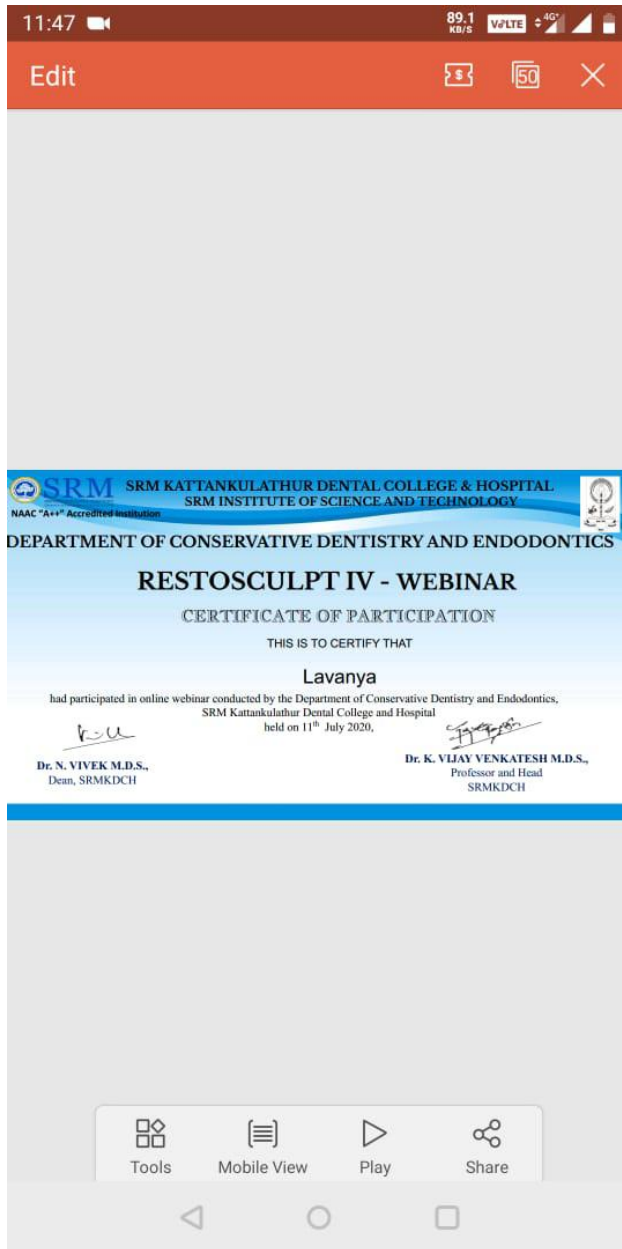 11:47
89.1
KB/S
VoLTE
4G+
Edit
$
50
SRM
NAAC "A++" Accredited Institution
SRM KATTANKULATHUR DENTAL COLLEGE & HOSPITAL
SRM INSTITUTE OF SCIENCE AND TECHNOLOGY
DEPARTMENT OF CONSERVATIVE DENTISTRY AND ENDODONTICS
RESTOSCULPT IV - WEBINAR
CERTIFICATE OF PARTICIPATION
THIS IS TO CERTIFY THAT
Lavanya
had participated in online webinar conducted by the Department of Conservative Dentistry and Endodontics,
SRM Kattankulathur Dental College and Hospital
held on 11th July 2020,
Dr. N. VIVEK M.D.S.,
Dean, SRMKDCH
Dr. K. VIJAY VENKATESH M.D.S.,
Professor and Head
SRMKDCH
Tools
Mobile View
Play
Share